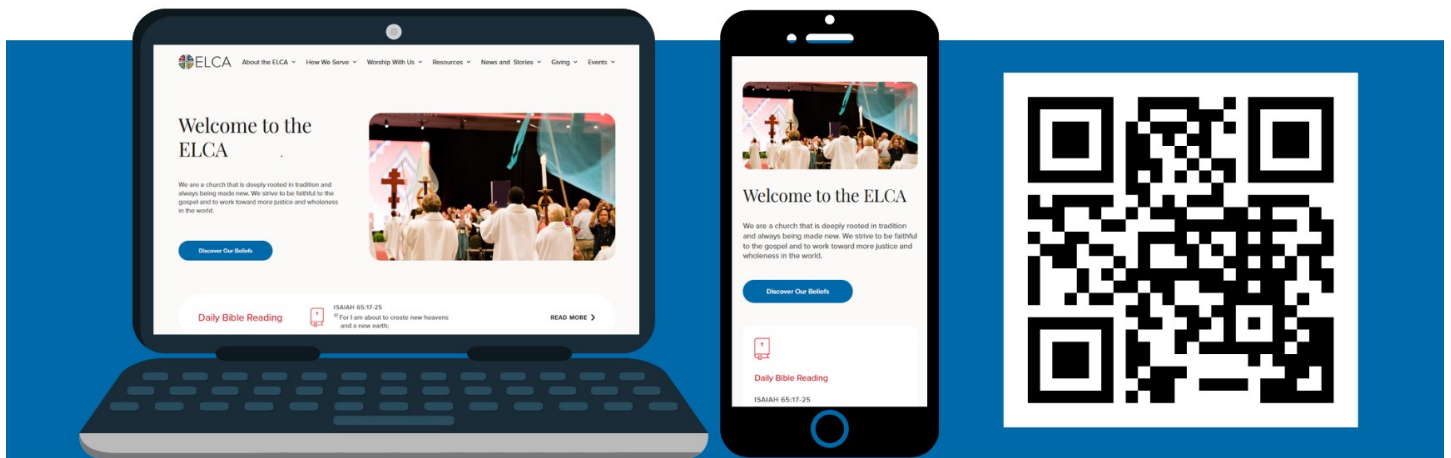 ELCA
About the ELCA How We Serve Worship With Us Resources News and Stories Giving Events
Welcome to the
ELCA
We are a church that is deeply rooted in tradition and
always being made new. We strive to be faithful to the
gospel and to work toward more justice and wholeness
in the world.
Discover Our Beliefs
Daily Bible Reading
ISAIAH 65:17-25
17 For I am about to create new heavens
and a new earth;
READ MORE
Welcome to the ELCA
We are a church that is deeply rooted in tradition
and always being made new. We strive to be faithful
to the gospel and to work toward more justice and
wholeness in the world.
Discover Our Beliefs
Daily Bible Reading
ISAIAH 65:17-25